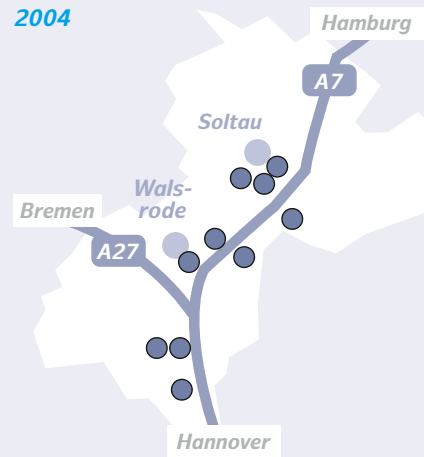 2004
Hamburg
A7
Soltau
Wals-
rode
Bremen
A27
Hannover